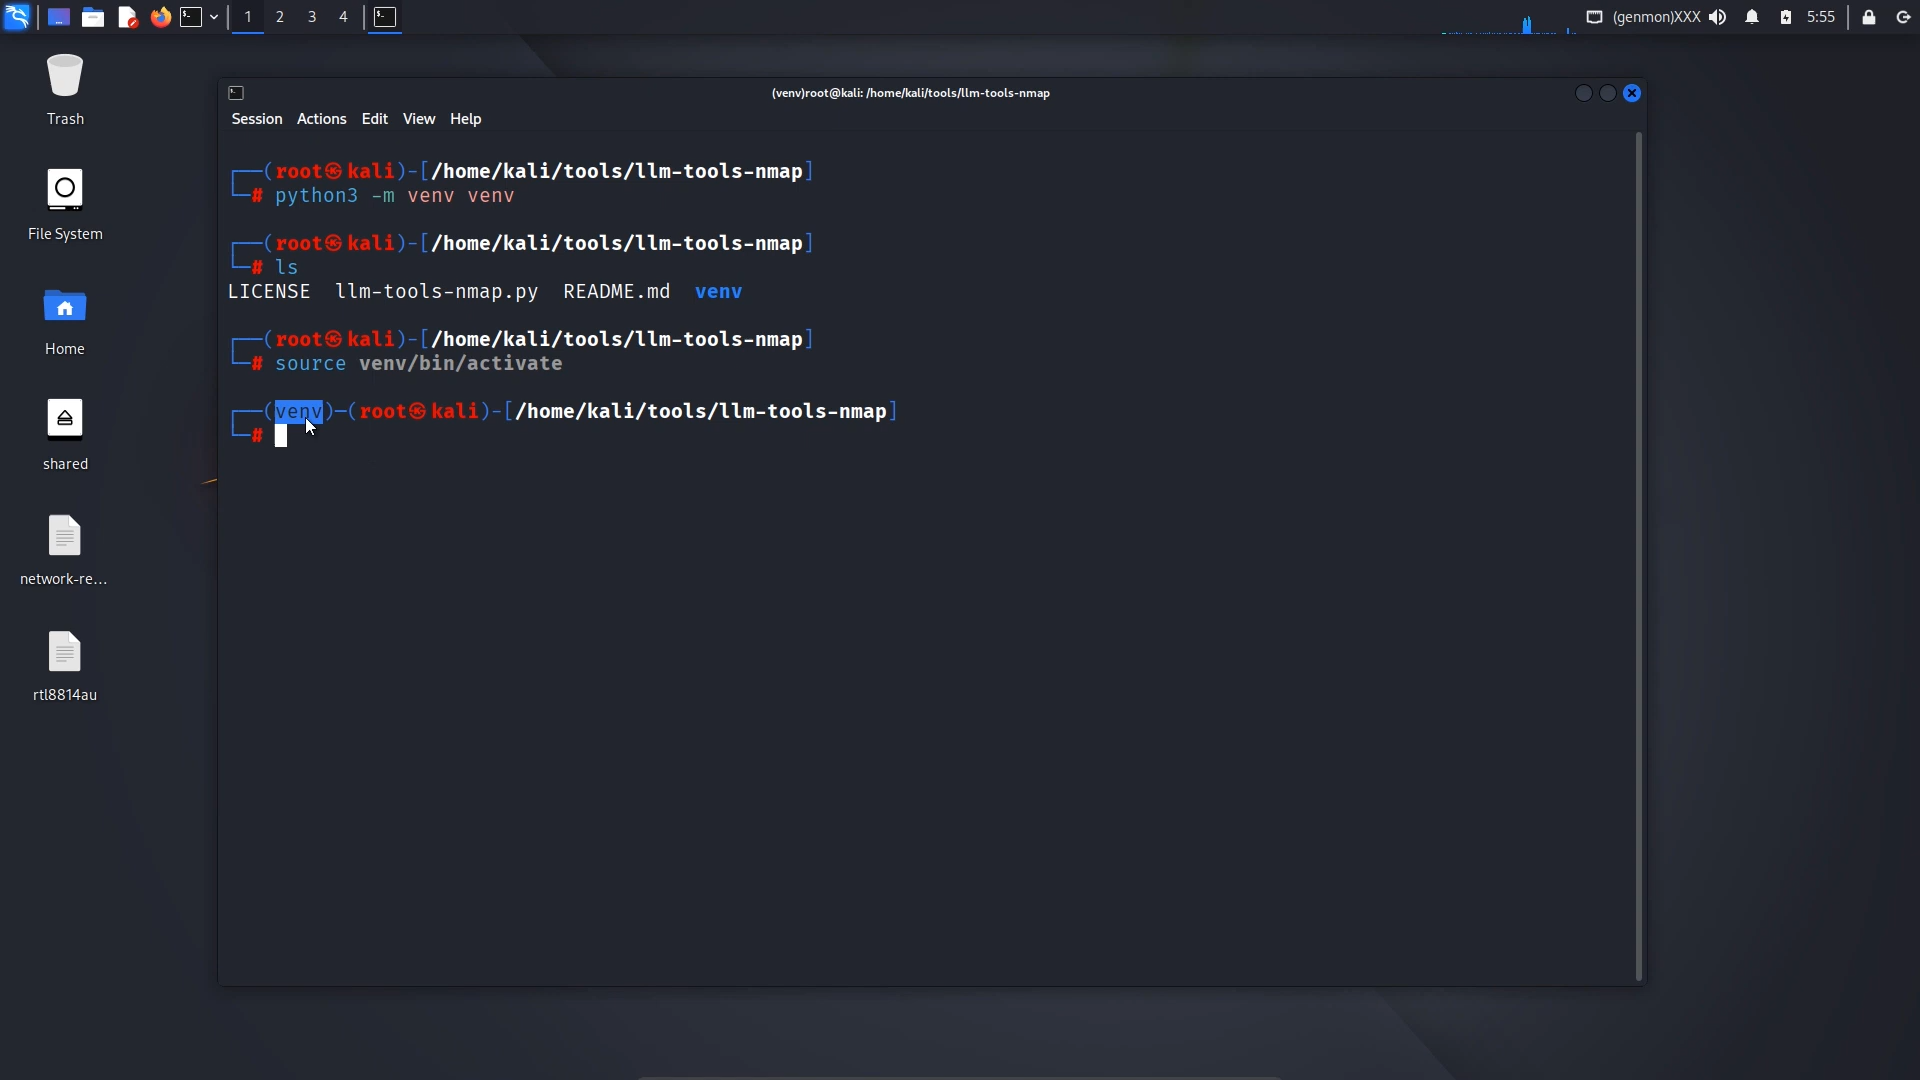 1 2 3 4 (genmon)XXX 5:55
(venv)root@kali: /home/kali/tools/llm-tools-nmap
Session Actions Edit View Help
┌──(root㉿kali)-[/home/kali/tools/llm-tools-nmap]
└─# python3 -m venv venv
┌──(root㉿kali)-[/home/kali/tools/llm-tools-nmap]
└─# ls
LICENSE llm-tools-nmap.py README.md venv
┌──(root㉿kali)-[/home/kali/tools/llm-tools-nmap]
└─# source venv/bin/activate
┌──(venv)─(root㉿kali)-[/home/kali/tools/llm-tools-nmap]
└─#
Trash
File System
Home
shared
network-re...
rtl8814au